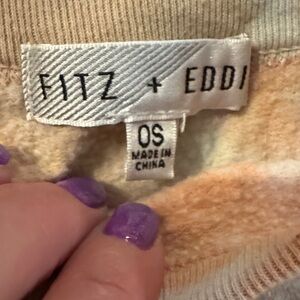 FITZ + EDDI
OS
MADE IN
CHINA